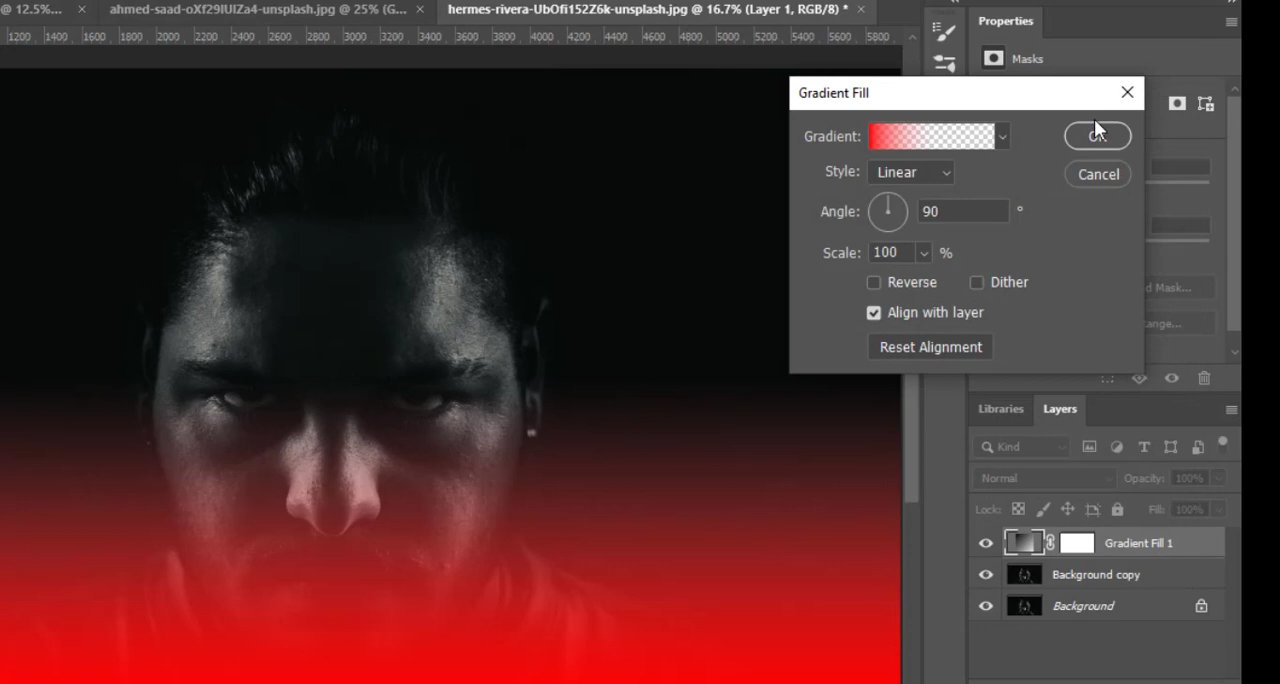 @ 12.5%... × ahmed-saad-oXf29IUIZa4-unsplash.jpg @ 25% (G... × hermes-rivera-UbOfi152Z6k-unsplash.jpg @ 16.7% (Layer 1, RGB/8) * ×
1200 1400 1600 1800 2000 2200 2400 2600 2800 3000 3200 3400 3600 3800 4000 4200 4400 4600 4800 5000 5200 5400 5600 5800
Properties
Masks
Gradient Fill
Gradient:
Style: Linear
Cancel
Angle: 90 °
Scale: 100 %
Reverse Dither
d Mask...
Align with layer
ange...
Reset Alignment
Libraries Layers
Kind
Normal Opacity: 100%
Lock: Fill: 100%
Gradient Fill 1
Background copy
Background